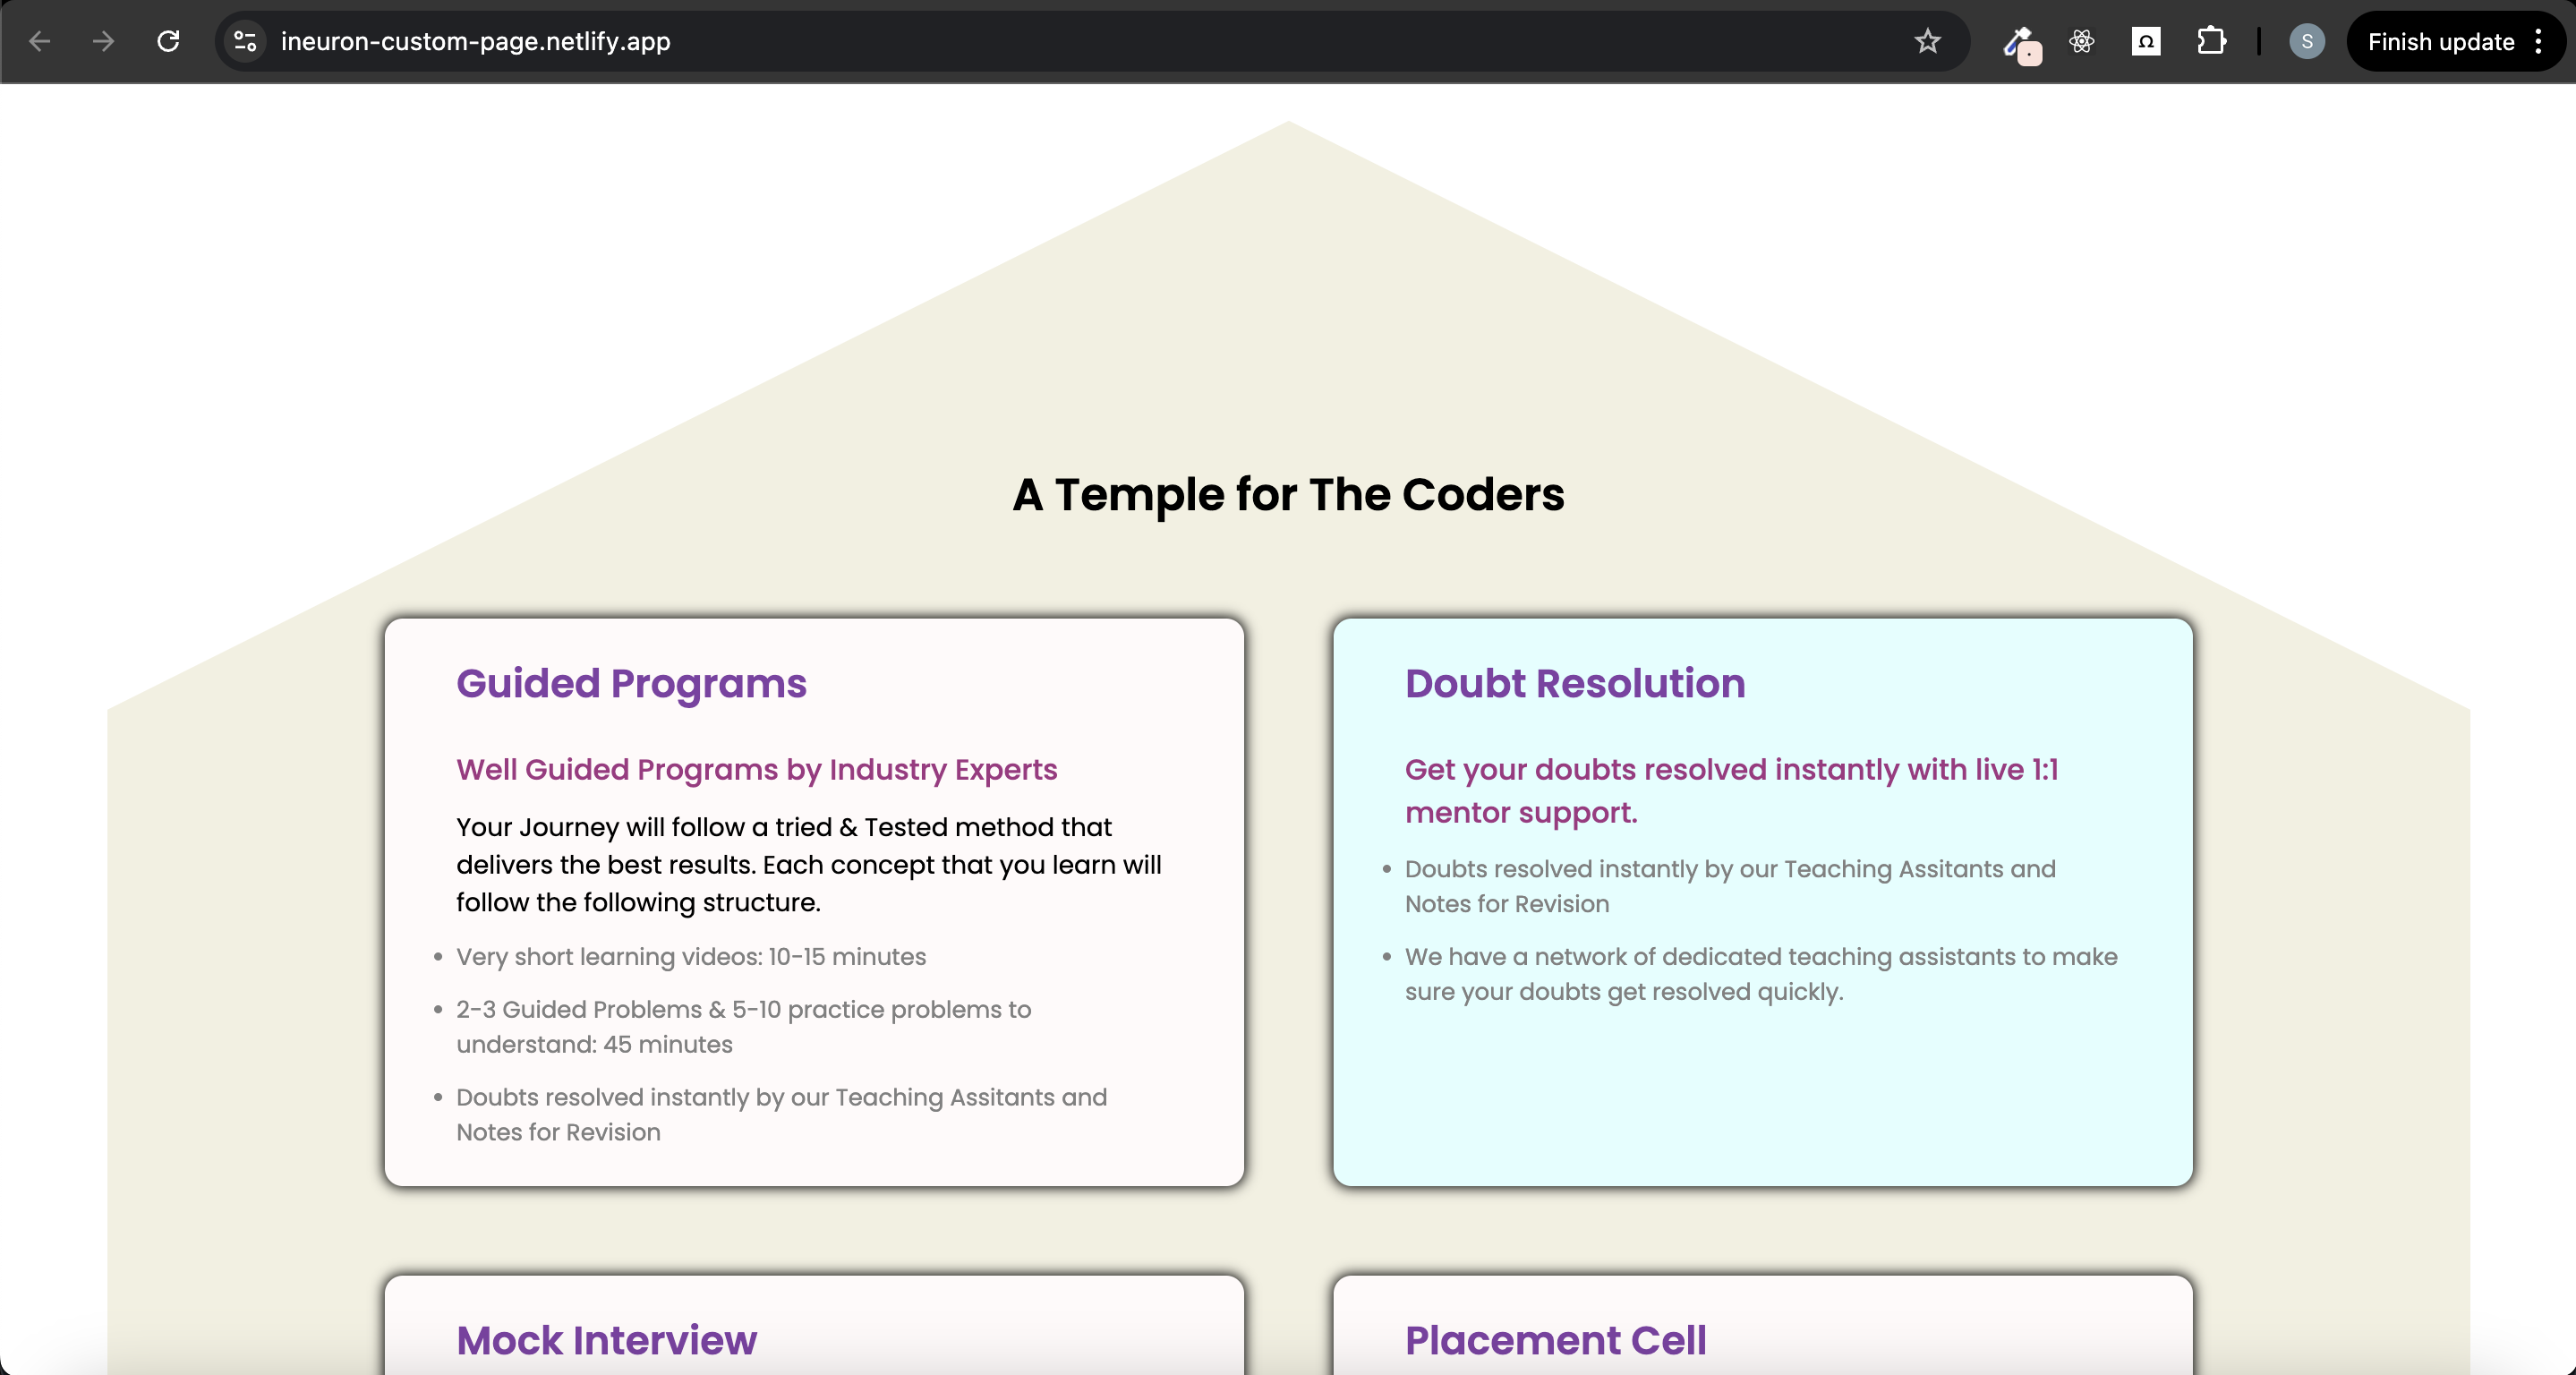 ineuron-custom-page.netlify.app
Ω
S
Finish update
A Temple for The Coders
Guided Programs
Well Guided Programs by Industry Experts
Your Journey will follow a tried & Tested method that
delivers the best results. Each concept that you learn will
follow the following structure.
• Very short learning videos: 10-15 minutes
• 2-3 Guided Problems & 5-10 practice problems to
understand: 45 minutes
• Doubts resolved instantly by our Teaching Assitants and
Notes for Revision
Doubt Resolution
Get your doubts resolved instantly with live 1:1
mentor support.
• Doubts resolved instantly by our Teaching Assitants and
Notes for Revision
• We have a network of dedicated teaching assistants to make
sure your doubts get resolved quickly.
Mock Interview
Placement Cell